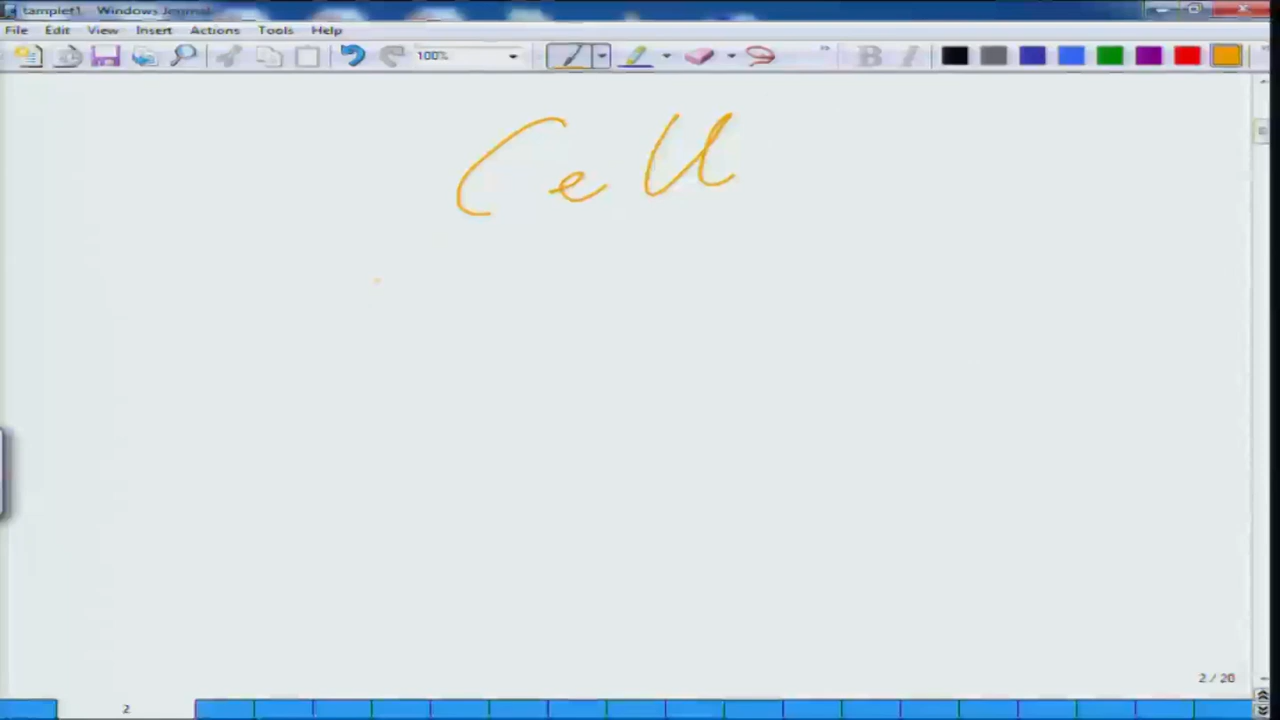 tamplet1 - Windows Journal
File Edit View Insert Actions Tools Help
100%
B I
Cell
2 / 20
2